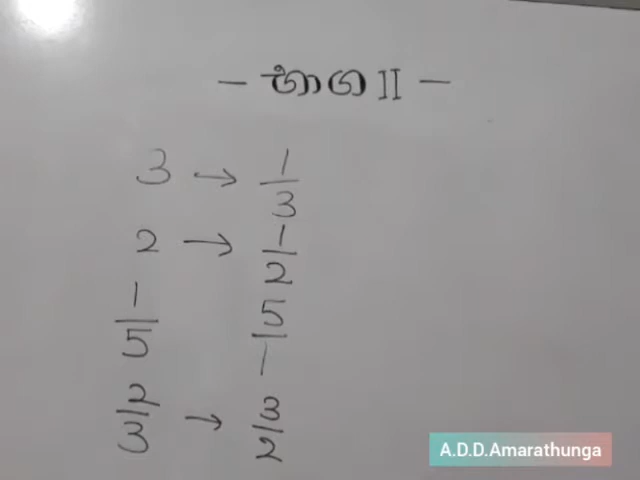 - භාග II -
3 → 1/3
2 → 1/2
1/5 5/1
2/3 → 3/2
A.D.D.Amarathunga